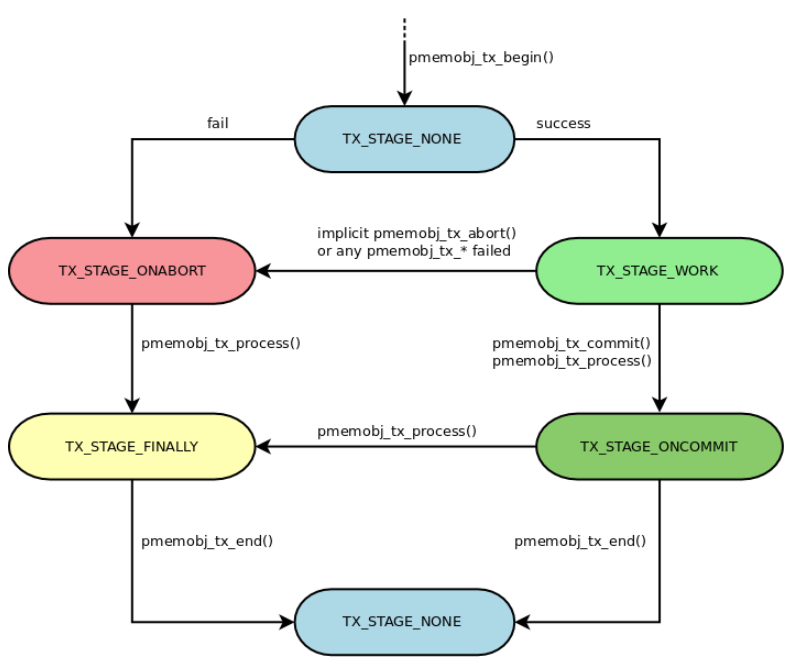 pmemobj_tx_begin()
fail
success
TX_STAGE_NONE
implicit pmemobj_tx_abort()
or any pmemobj_tx_* failed
TX_STAGE_ONABORT
TX_STAGE_WORK
pmemobj_tx_process()
pmemobj_tx_commit()
pmemobj_tx_process()
pmemobj_tx_process()
TX_STAGE_FINALLY
TX_STAGE_ONCOMMIT
pmemobj_tx_end()
pmemobj_tx_end()
TX_STAGE_NONE